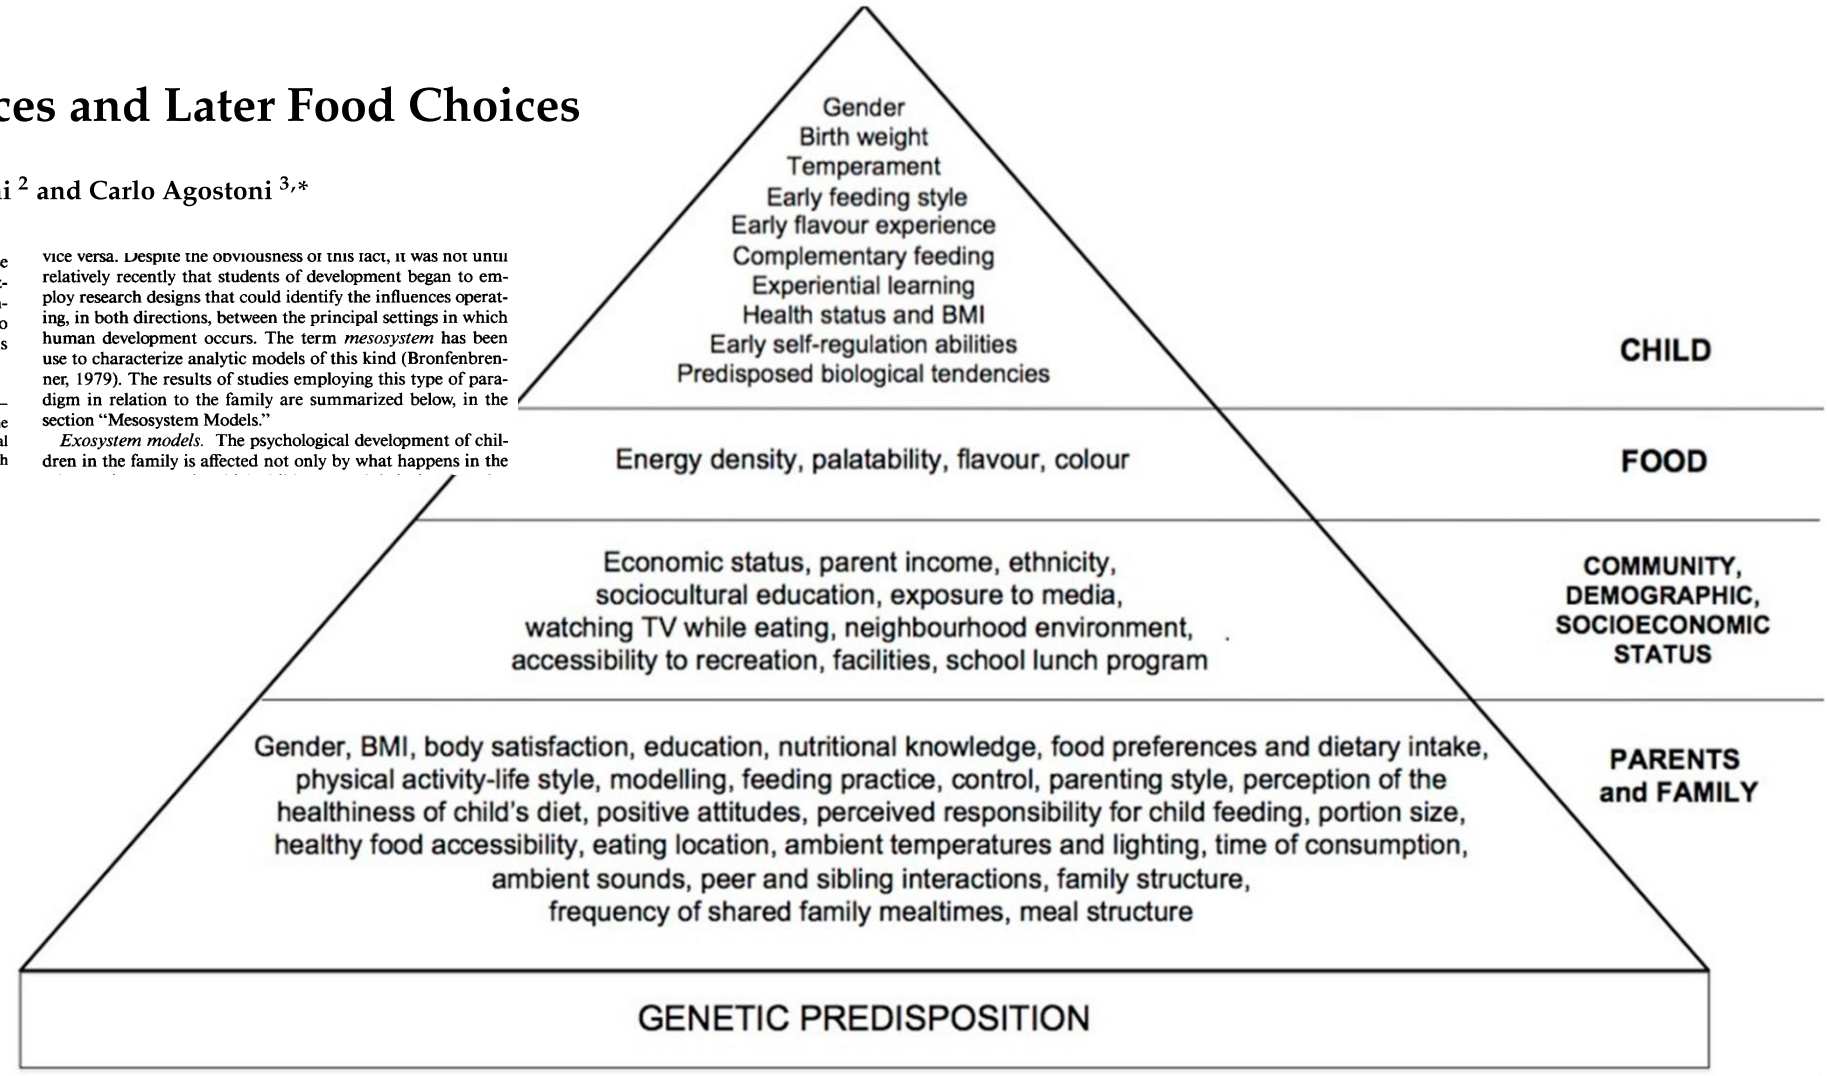 ces and Later Food Choices
ni 2 and Carlo Agostoni 3,*
vice versa. Despite the obviousness of this fact, it was not until
relatively recently that students of development began to em-
ploy research designs that could identify the influences operat-
ing, in both directions, between the principal settings in which
human development occurs. The term mesosystem has been
use to characterize analytic models of this kind (Bronfenbren-
ner, 1979). The results of studies employing this type of para-
digm in relation to the family are summarized below, in the
section “Mesosystem Models.”
Exosystem models. The psychological development of chil-
dren in the family is affected not only by what happens in the
Gender
Birth weight
Temperament
Early feeding style
Early flavour experience
Complementary feeding
Experiential learning
Health status and BMI
Early self-regulation abilities
Predisposed biological tendencies
CHILD
Energy density, palatability, flavour, colour
FOOD
Economic status, parent income, ethnicity,
sociocultural education, exposure to media,
watching TV while eating, neighbourhood environment,
accessibility to recreation, facilities, school lunch program
COMMUNITY,
DEMOGRAPHIC,
SOCIOECONOMIC
STATUS
Gender, BMI, body satisfaction, education, nutritional knowledge, food preferences and dietary intake,
physical activity-life style, modelling, feeding practice, control, parenting style, perception of the
healthiness of child's diet, positive attitudes, perceived responsibility for child feeding, portion size,
healthy food accessibility, eating location, ambient temperatures and lighting, time of consumption,
ambient sounds, peer and sibling interactions, family structure,
frequency of shared family mealtimes, meal structure
PARENTS
and FAMILY
GENETIC PREDISPOSITION